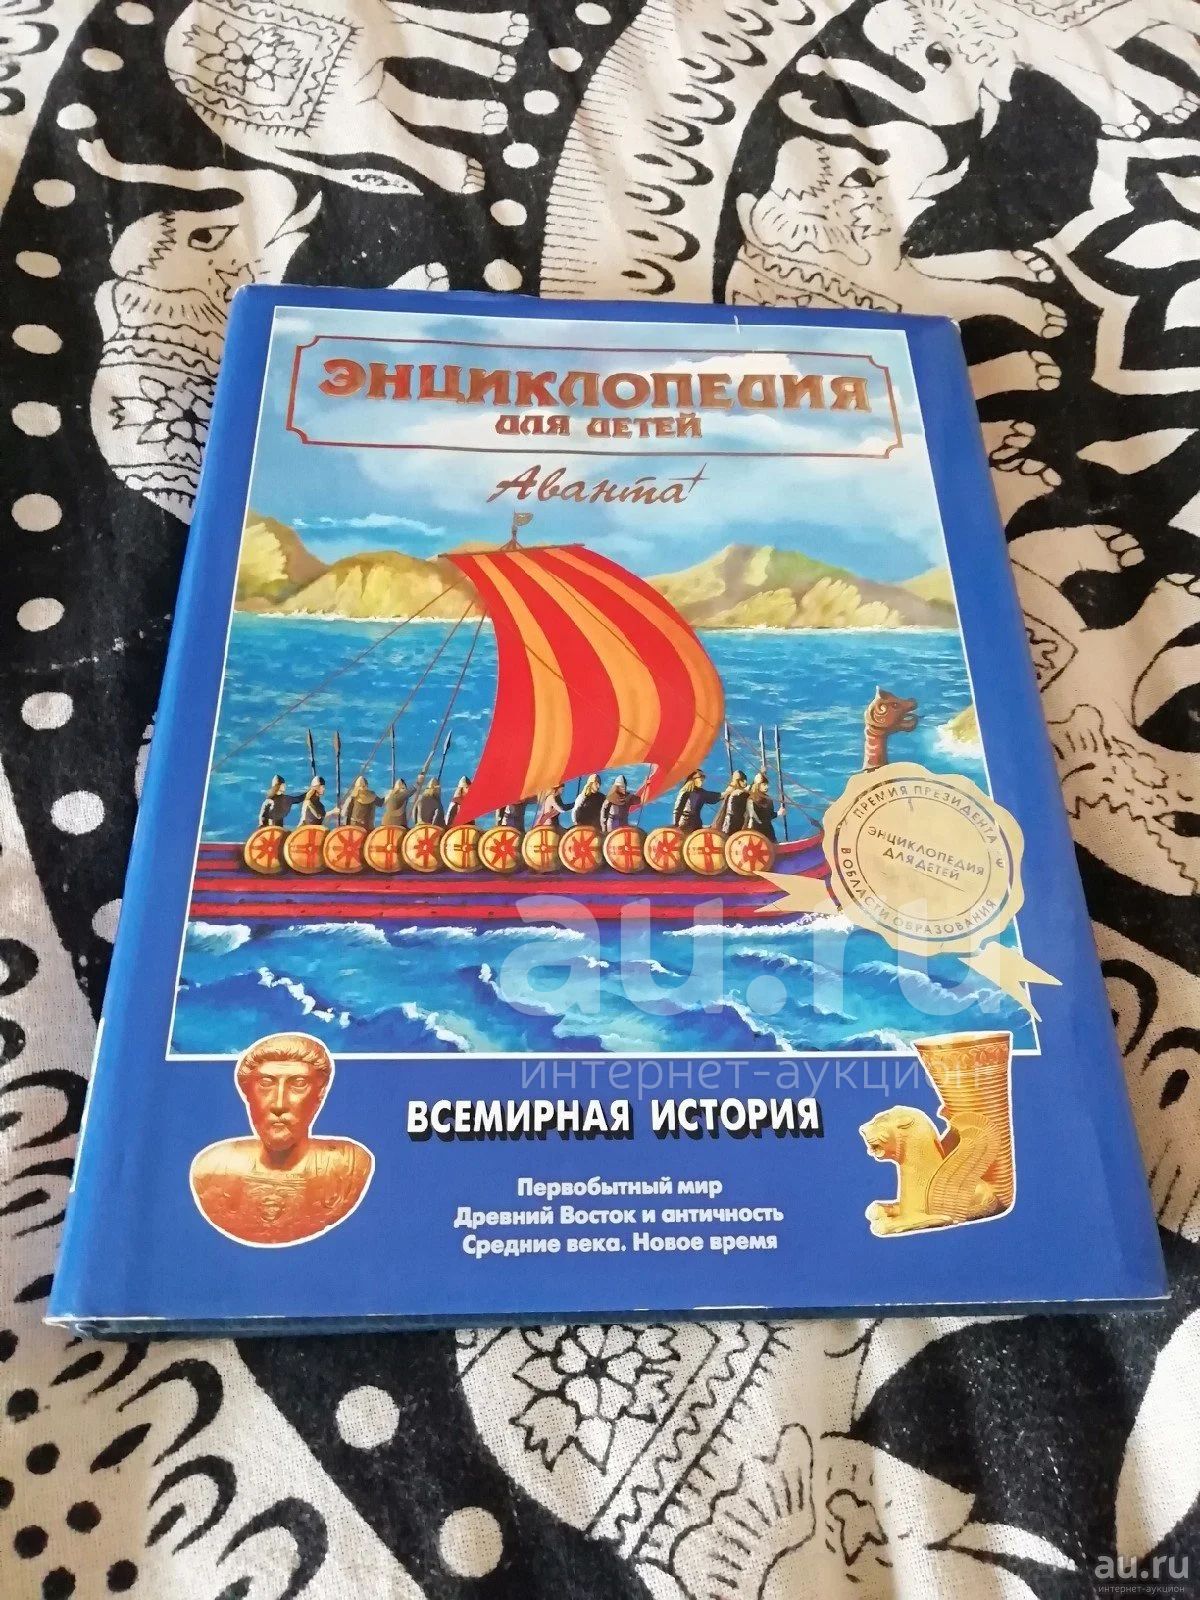 ЭНЦИКЛОПЕДИЯ
ДЛЯ ДЕТЕЙ
Аванта+
ПРЕМИЯ ПРЕЗИДЕНТА
ЭНЦИКЛОПЕДИЯ
ДЛЯ ДЕТЕЙ
В ОБЛАСТИ ОБРАЗОВАНИЯ
au.ru
интернет-аукцион
ВСЕМИРНАЯ ИСТОРИЯ
Первобытный мир
Древний Восток и античность
Средние века. Новое время
au.ru
интернет-аукцион